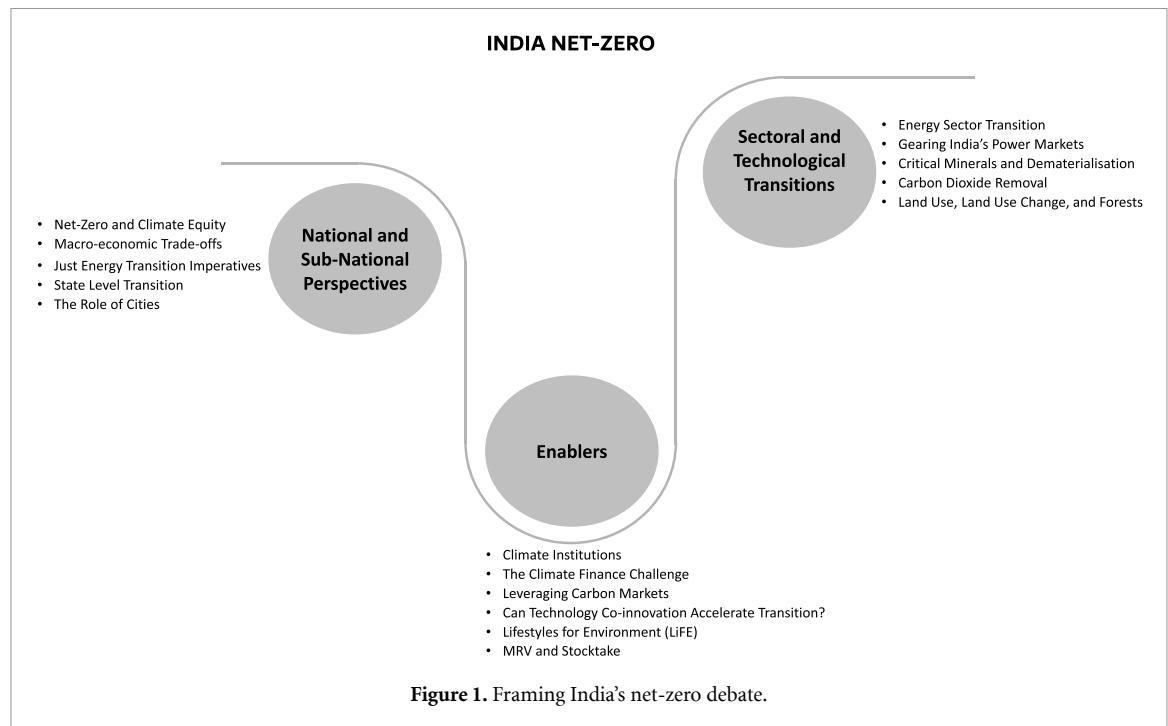 INDIA NET-ZERO
National and
Sub-National
Perspectives
• Net-Zero and Climate Equity
• Macro-economic Trade-offs
• Just Energy Transition Imperatives
• State Level Transition
• The Role of Cities
Enablers
• Climate Institutions
• The Climate Finance Challenge
• Leveraging Carbon Markets
• Can Technology Co-innovation Accelerate Transition?
• Lifestyles for Environment (LiFE)
• MRV and Stocktake
Sectoral and
Technological
Transitions
• Energy Sector Transition
• Gearing India's Power Markets
• Critical Minerals and Dematerialisation
• Carbon Dioxide Removal
• Land Use, Land Use Change, and Forests
Figure 1. Framing India's net-zero debate.